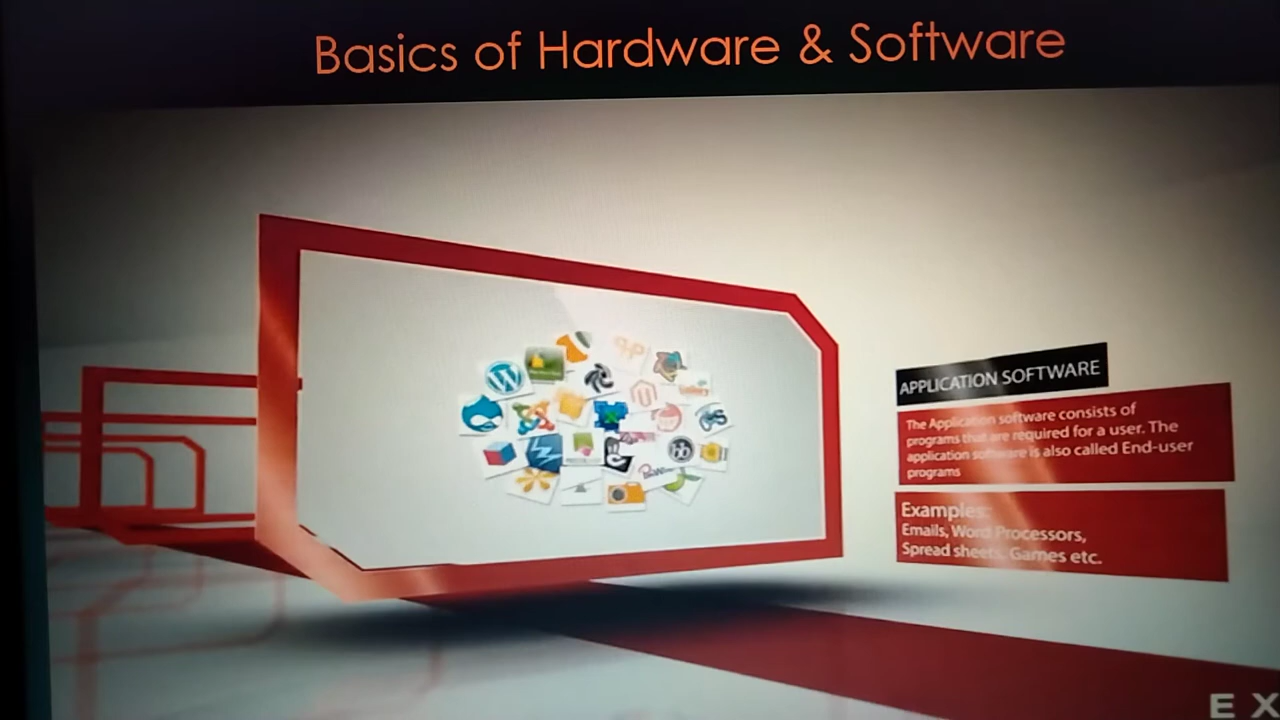 Basics of Hardware & Software
APPLICATION SOFTWARE
The Application software consists of
programs that are required for a user. The
application software is also called End-user
programs
Examples:
Emails, Word Processors,
Spread sheets, Games etc.
E X